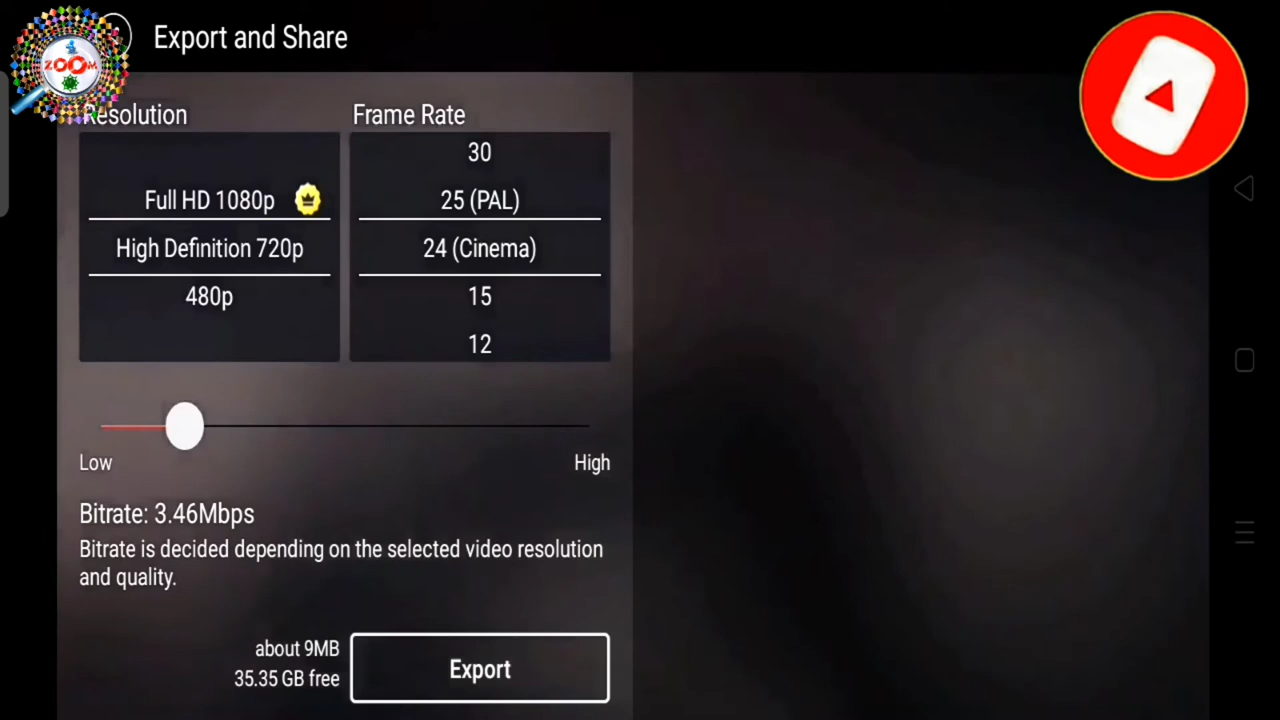 ZOOM
Export and Share
Resolution
Frame Rate
Full HD 1080p
High Definition 720p
480p
30
25 (PAL)
24 (Cinema)
15
12
Low
High
Bitrate: 3.46Mbps
Bitrate is decided depending on the selected video resolution
and quality.
about 9MB
35.35 GB free
Export